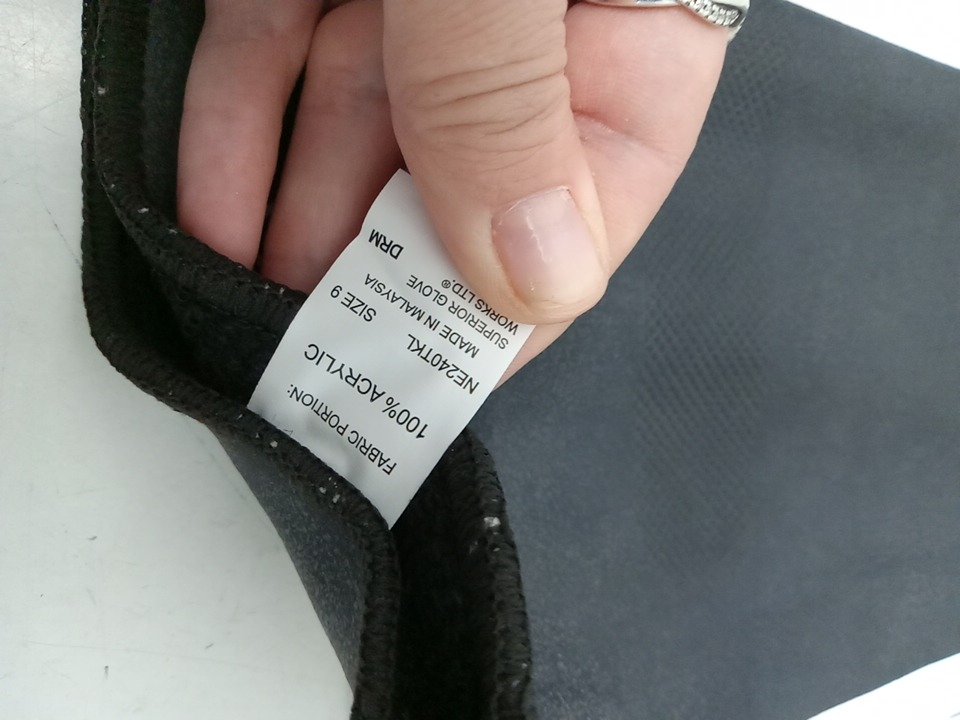 FABRIC PORTION:
100% ACRYLIC
NE240TKL
SIZE 9
MADE IN MALAYSIA
SUPERIOR GLOVE
WORKS LTD.®
DRM